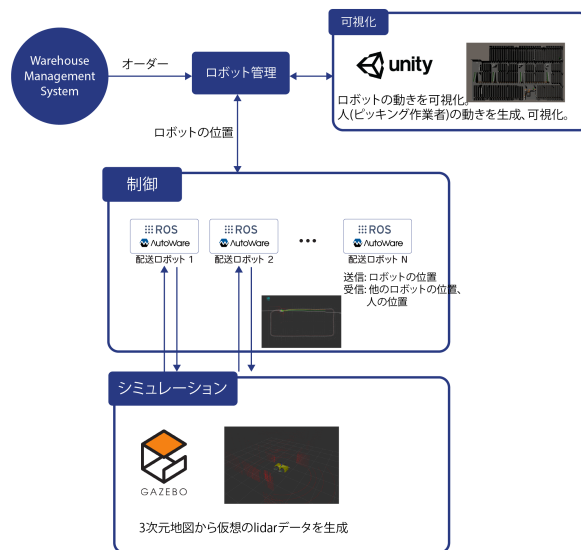 Warehouse
Management
System
オーダー
ロボット管理
可視化
unity
ロボットの動きを可視化。
人(ピッキング作業者)の動きを生成、可視化。
ロボットの位置
制御
ROS
AutoWare
配送ロボット 1
ROS
AutoWare
配送ロボット 2
•••
ROS
AutoWare
配送ロボット N
送信: ロボットの位置
受信: 他のロボットの位置、
人の位置
シミュレーション
GAZEBO
3次元地図から仮想のlidarデータを生成